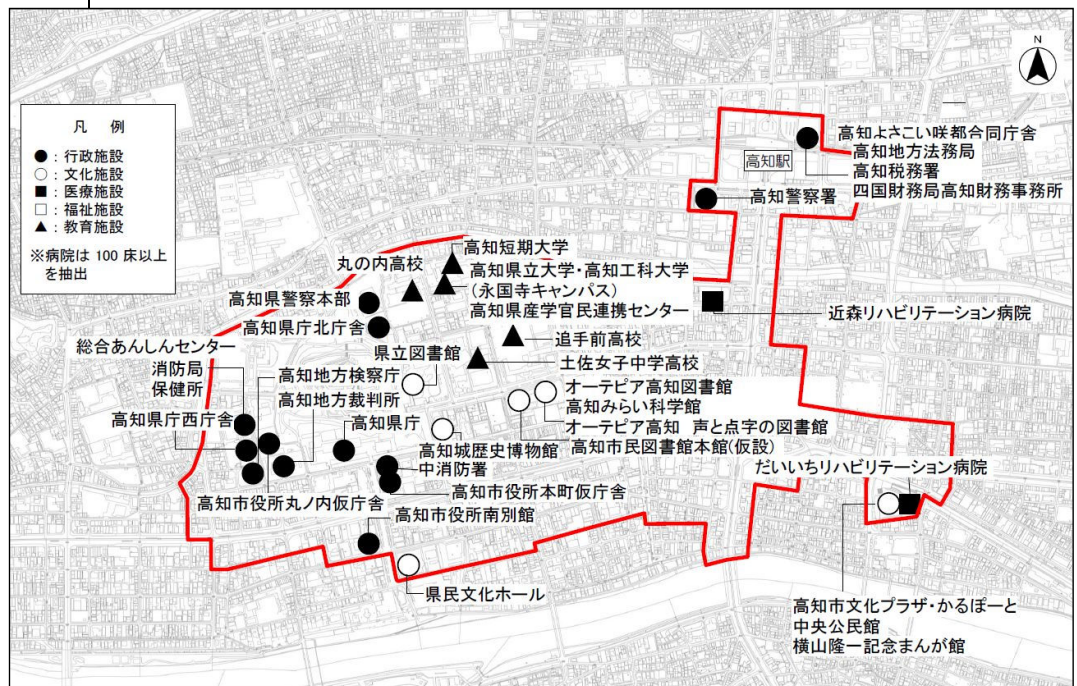 N
凡 例
●：行政施設
○：文化施設
■：医療施設
□：福祉施設
▲：教育施設
※病院は 100 床以上
を抽出
高知駅
高知よさこい咲都合同庁舎
高知地方法務局
高知税務署
四国財務局高知財務事務所
高知警察署
高知短期大学
丸の内高校
高知県立大学・高知工科大学
(永国寺キャンパス)
高知県産学官民連携センター
高知県警察本部
高知県庁北庁舎
近森リハビリテーション病院
追手前高校
土佐女子中学高校
総合あんしんセンター
消防局
保健所
県立図書館
高知地方検察庁
高知地方裁判所
高知県庁西庁舎
高知県庁
オーテピア高知図書館
高知みらい科学館
オーテピア高知 声と点字の図書館
高知城歴史博物館
高知市民図書館本館(仮設)
中消防署
だいいちリハビリテーション病院
高知市役所丸ノ内仮庁舎
高知市役所本町仮庁舎
高知市役所南別館
県民文化ホール
高知市文化プラザ・かるぽーと
中央公民館
横山隆一記念まんが館